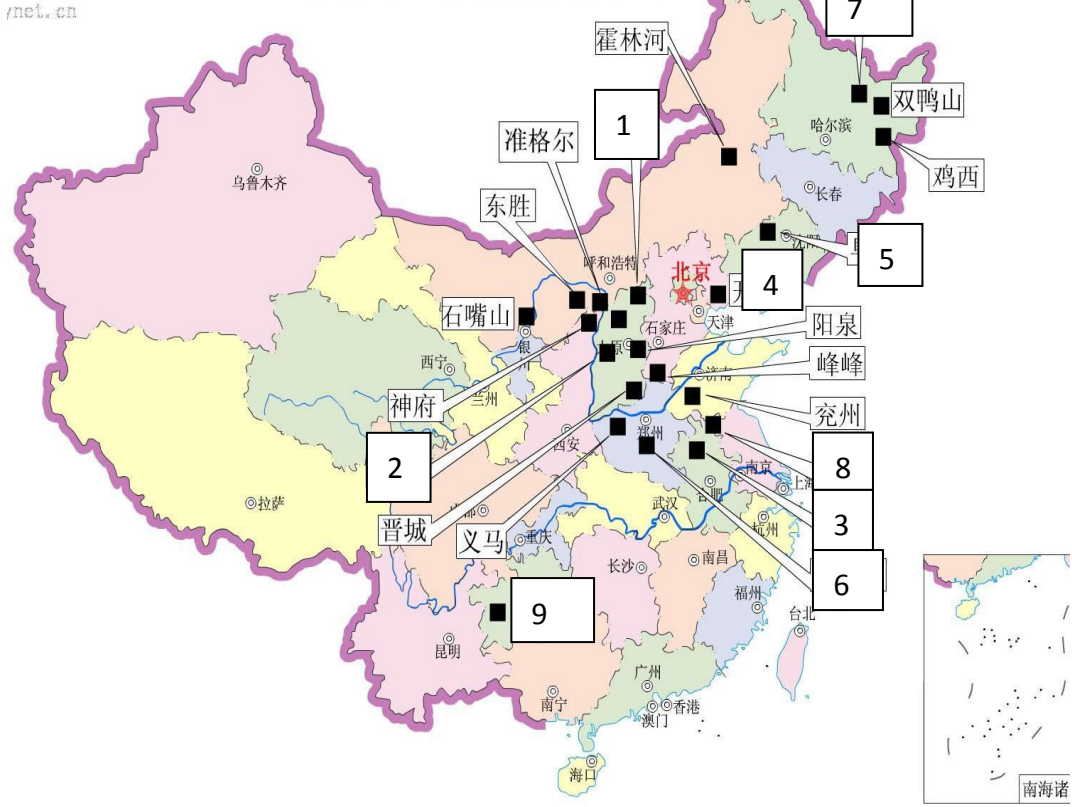 ynet.cn
7
霍林河
双鸭山
1
哈尔滨
准格尔
鸡西
乌鲁木齐
长春
东胜
5
呼和浩特
北京
4
石嘴山
天津
石家庄
阳泉
银川
西宁
济南
峰峰
兰州
神府
兖州
郑州
西安
2
8
南京
上海
合肥
拉萨
武汉
3
晋城
义马
重庆
杭州
南昌
长沙
6
9
福州
台北
昆明
广州
南宁
香港
澳门
海口
南海诸